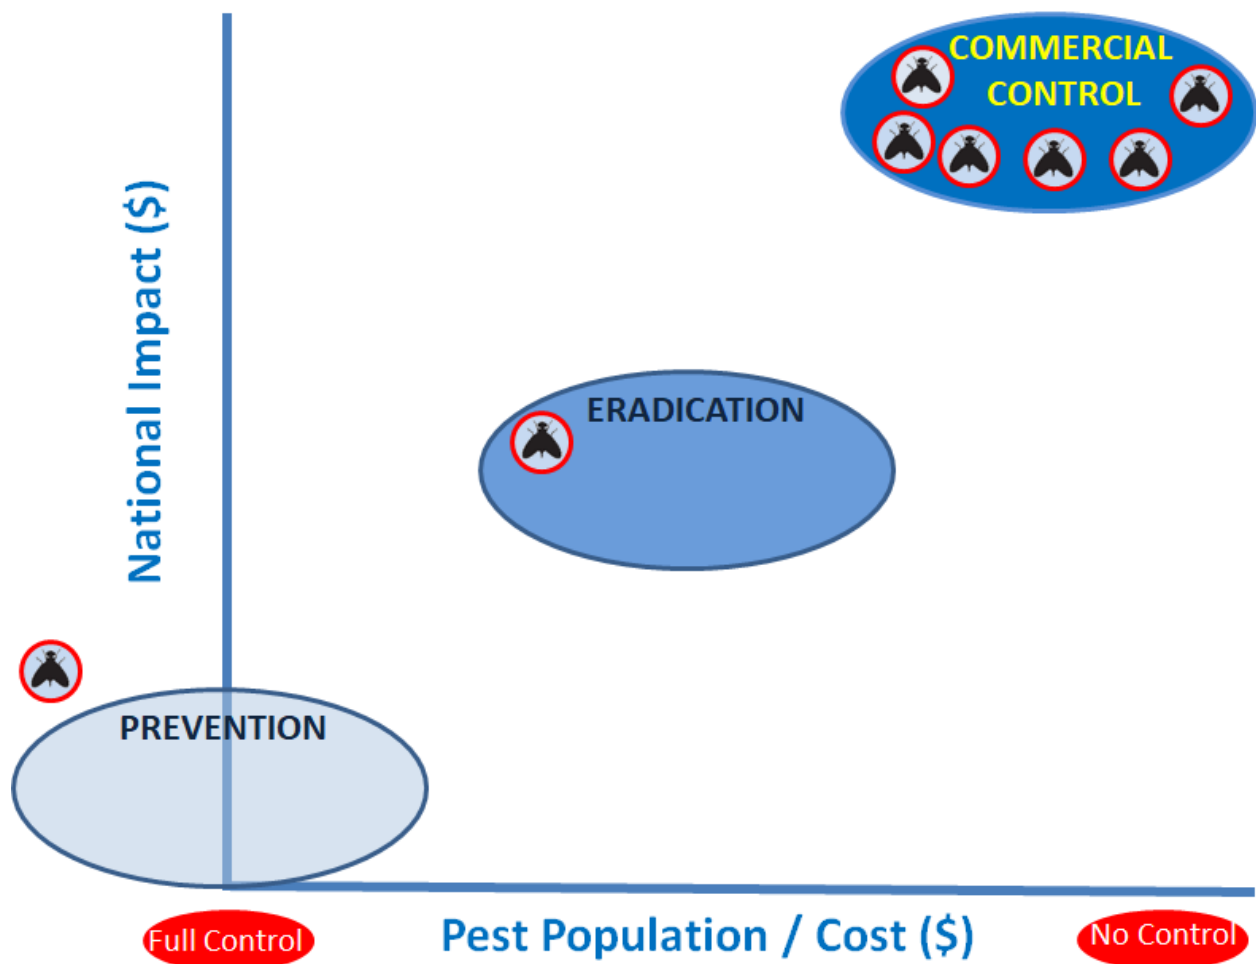 COMMERCIAL
CONTROL
National Impact ($)
ERADICATION
PREVENTION
Full Control
Pest Population / Cost ($)
No Control